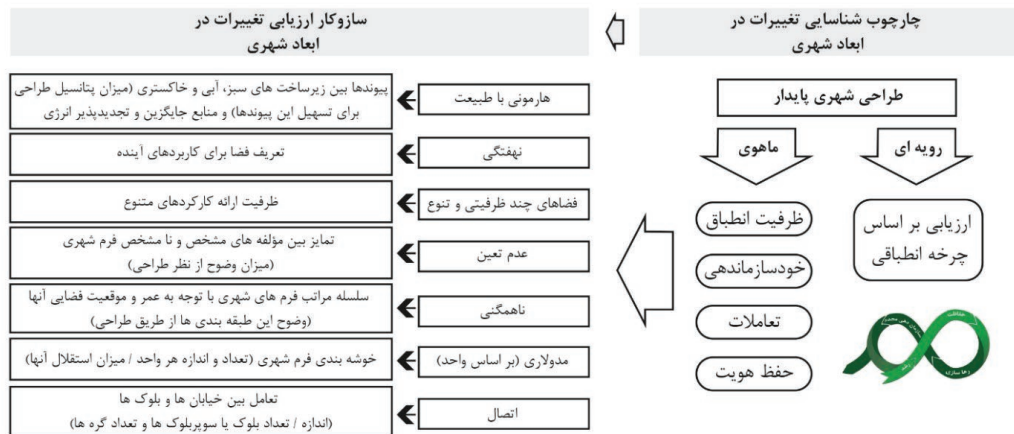 چارچوب شناسایی تغییرات در
ابعاد شهری
طراحی شهری پایدار
رویه ای
ماهوی
ارزیابی بر اساس
چرخه انطباقی
ظرفیت انطباق
خودسازماندهی
تعاملات
حفظ هویت
حفاظت
رها سازی
رشد
سازوکار ارزیابی تغییرات در
ابعاد شهری
هارمونی با طبیعت
پیوندها بین زیرساخت های سبز، آبی و خاکستری (میزان پتانسیل طراحی
برای تسهیل این پیوندها) و منابع جایگزین و تجدیدپذیر انرژی
نهفتگی
تعریف فضا برای کاربردهای آینده
فضاهای چند ظرفیتی و تنوع
ظرفیت ارائه کارکردهای متنوع
عدم تعین
تمایز بین مؤلفه های مشخص و نا مشخص فرم شهری
(میزان وضوح از نظر طراحی)
ناهمگنی
سلسله مراتب فرم های شهری با توجه به عمر و موقعیت فضایی آنها
(وضوح این طبقه بندی ها از طریق طراحی)
مدولاری (بر اساس واحد)
خوشه بندی فرم شهری (تعداد و اندازه هر واحد / میزان استقلال آنها)
اتصال
تعامل بین خیابان ها و بلوک ها
(اندازه / تعداد بلوک یا سوپربلوک ها و تعداد گره ها)